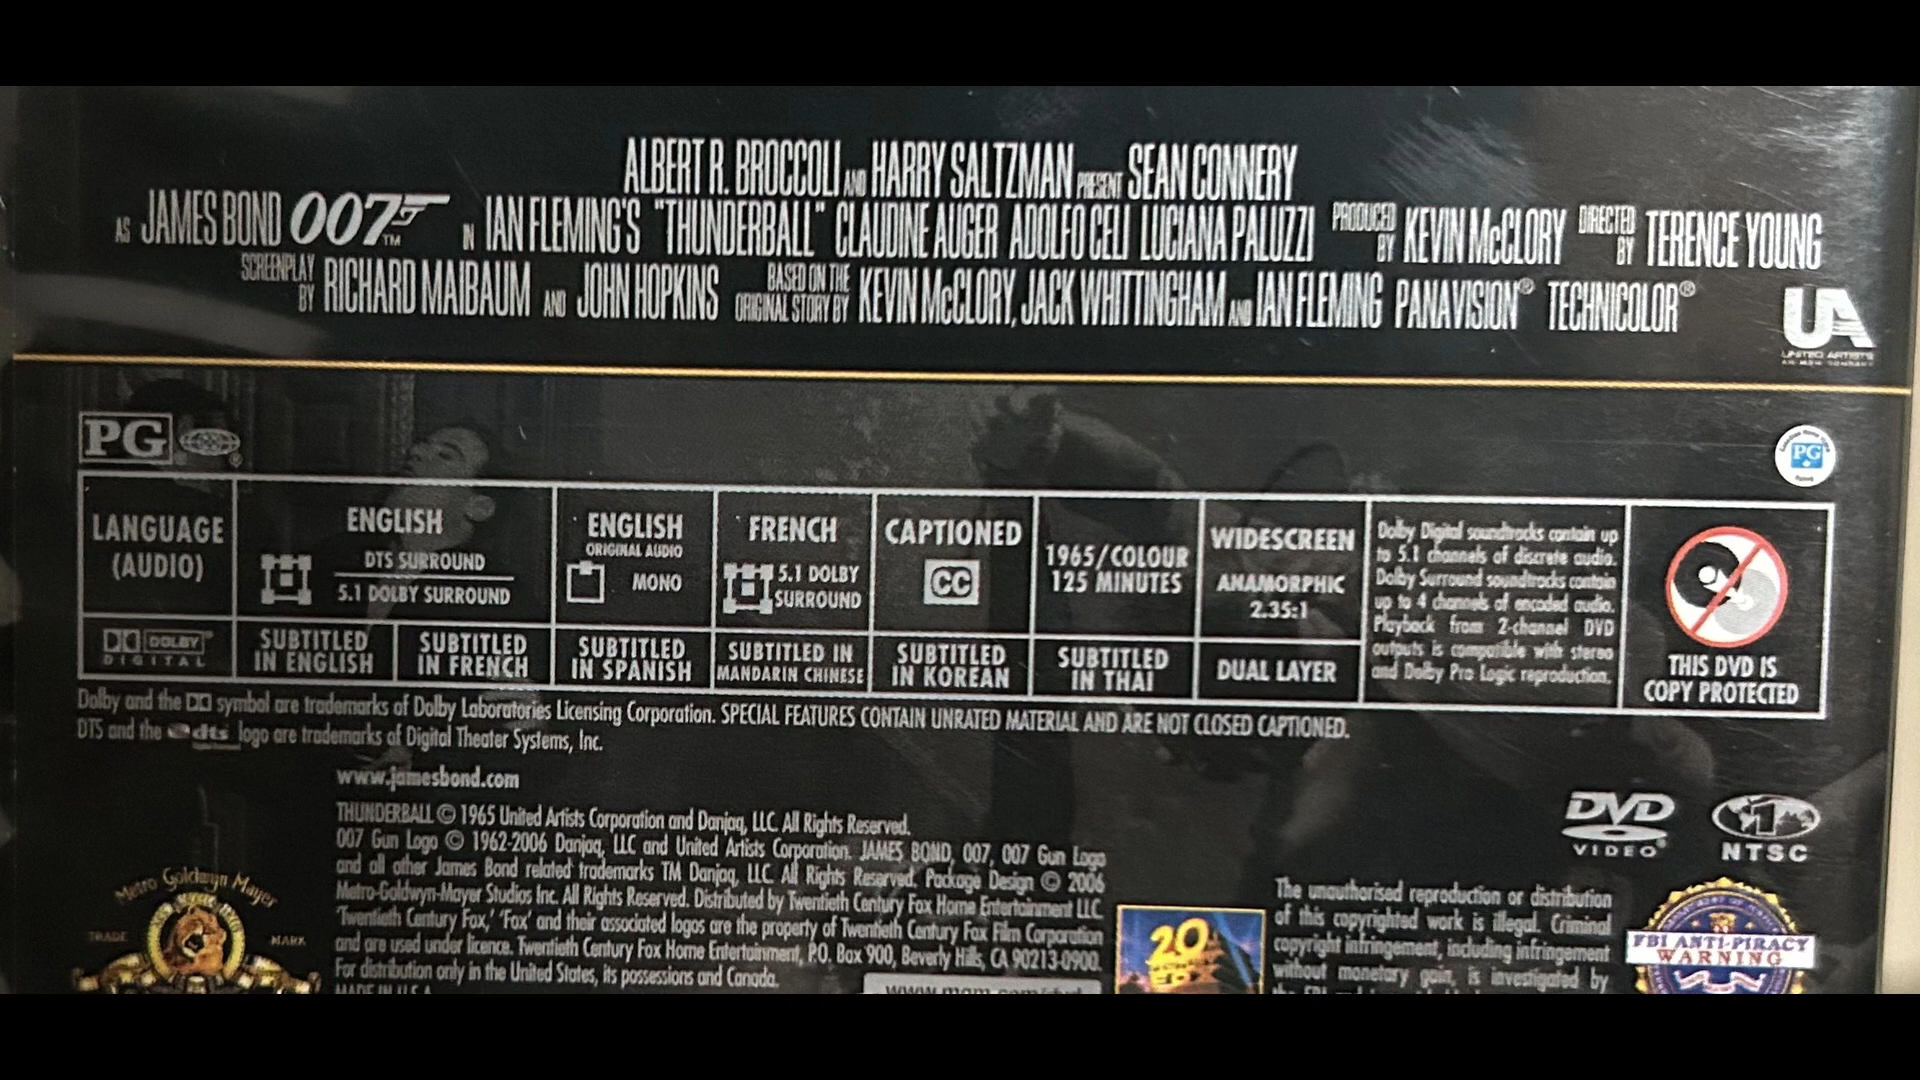 ALBERT R. BROCCOLI AND HARRY SALTZMAN PRESENT SEAN CONNERY
AS JAMES BOND 007 TM IN IAN FLEMING'S "THUNDERBALL" CLAUDINE AUGER ADOLFO CELI LUCIANA PALUZZI PRODUCED BY KEVIN McCLORY DIRECTED BY TERENCE YOUNG
SCREENPLAY BY RICHARD MAIBAUM AND JOHN HOPKINS BASED ON THE ORIGINAL STORY BY KEVIN McCLORY, JACK WHITTINGHAM AND IAN FLEMING PANAVISION® TECHNICOLOR®
UA
UNITED ARTISTS
PG
PG
LANGUAGE
(AUDIO)
ENGLISH
DTS SURROUND
5.1 DOLBY SURROUND
ENGLISH
ORIGINAL AUDIO
MONO
FRENCH
5.1 DOLBY
SURROUND
CAPTIONED
CC
1965/COLOUR
125 MINUTES
WIDESCREEN
ANAMORPHIC
2.35:1
Dolby Digital soundtracks contain up
to 5.1 channels of discrete audio.
Dolby Surround soundtracks contain
up to 4 channels of encoded audio.
Playback from 2-channel DVD
outputs is compatible with stereo
and Dolby Pro Logic reproduction.
THIS DVD IS
COPY PROTECTED
DOLBY
DIGITAL
SUBTITLED
IN ENGLISH
SUBTITLED
IN FRENCH
SUBTITLED
IN SPANISH
SUBTITLED IN
MANDARIN CHINESE
SUBTITLED
IN KOREAN
SUBTITLED
IN THAI
DUAL LAYER
Dolby and the symbol are trademarks of Dolby Laboratories Licensing Corporation. SPECIAL FEATURES CONTAIN UNRATED MATERIAL AND ARE NOT CLOSED CAPTIONED.
DTS and the dts logo are trademarks of Digital Theater Systems, Inc.
www.jamesbond.com
THUNDERBALL © 1965 United Artists Corporation and Danjaq, LLC. All Rights Reserved.
007 Gun Logo © 1962-2006 Danjaq, LLC and United Artists Corporation. JAMES BOND, 007, 007 Gun Logo
and all other James Bond related trademarks TM Danjaq, LLC. All Rights Reserved. Package Design © 2006
Metro-Goldwyn-Mayer Studios Inc. All Rights Reserved. Distributed by Twentieth Century Fox Home Entertainment LLC.
'Twentieth Century Fox,' 'Fox' and their associated logos are the property of Twentieth Century Fox Film Corporation
and are used under licence. Twentieth Century Fox Home Entertainment, P.O. Box 900, Beverly Hills, CA 90213-0900.
For distribution only in the United States, its possessions and Canada.
MADE IN U.S.A.
Metro Goldwyn Mayer
TRADE MARK
20
CENTURY
FOX
DVD
VIDEO
1
NTSC
The unauthorised reproduction or distribution
of this copyrighted work is illegal. Criminal
copyright infringement, including infringement
without monetary gain, is investigated by
FBI ANTI-PIRACY
WARNING